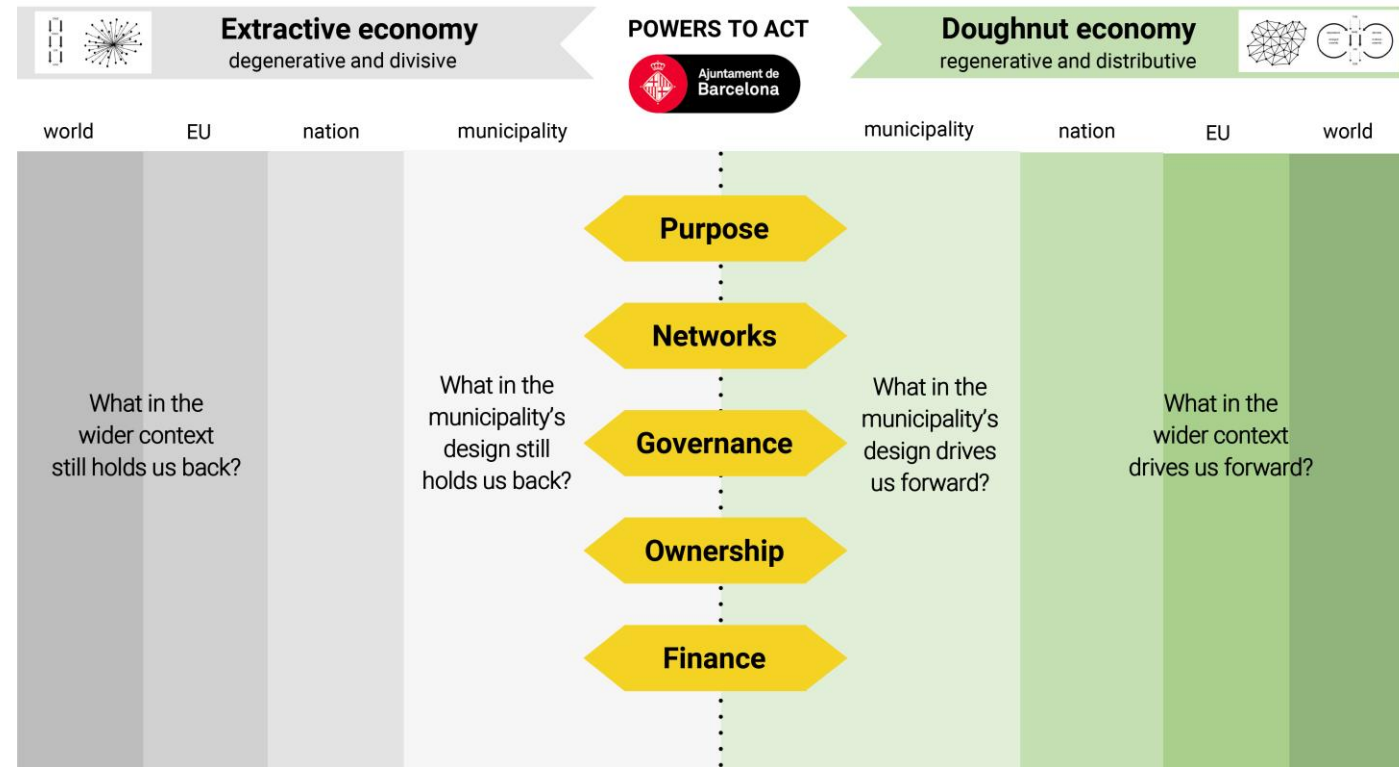 Extractive economy
degenerative and divisive
POWERS TO ACT
Ajuntament de
Barcelona
Doughnut economy
regenerative and distributive
world
EU
nation
municipality
municipality
nation
EU
world
Purpose
Networks
Governance
Ownership
Finance
What in the
wider context
still holds us back?
What in the
municipality's
design still
holds us back?
What in the
municipality's
design drives
us forward?
What in the
wider context
drives us forward?